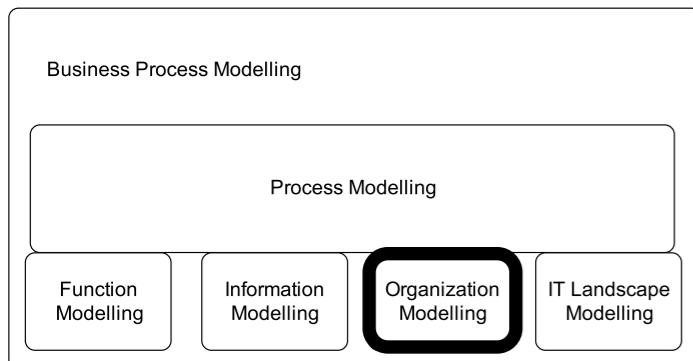 Business Process Modelling
Process Modelling
Function
Modelling
Information
Modelling
Organization
Modelling
IT Landscape
Modelling